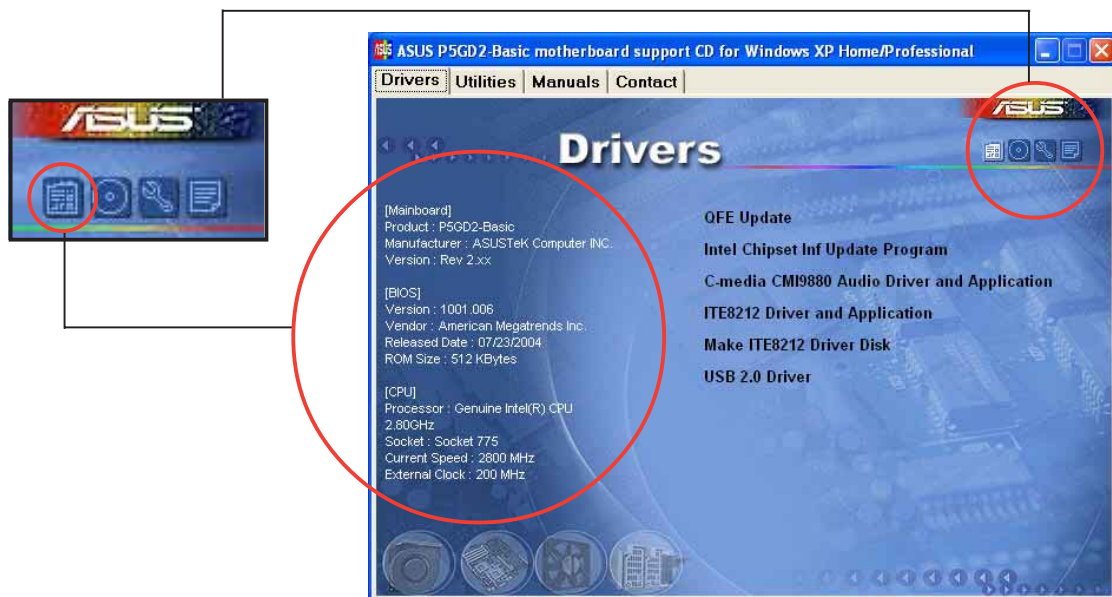 ASUS
ASUS P5GD2-Basic motherboard support CD for Windows XP Home/Professional
Drivers Utilities Manuals Contact
ASUS
Drivers
[Mainboard]
Product : P5GD2-Basic
Manufacturer : ASUSTeK Computer INC.
Version : Rev 2.xx
[BIOS]
Version : 1001.006
Vendor : American Megatrends Inc.
Released Date : 07/23/2004
ROM Size : 512 KBytes
[CPU]
Processor : Genuine Intel(R) CPU
2.80GHz
Socket : Socket 775
Current Speed : 2800 MHz
External Clock : 200 MHz
QFE Update
Intel Chipset Inf Update Program
C-media CMI9880 Audio Driver and Application
ITE8212 Driver and Application
Make ITE8212 Driver Disk
USB 2.0 Driver